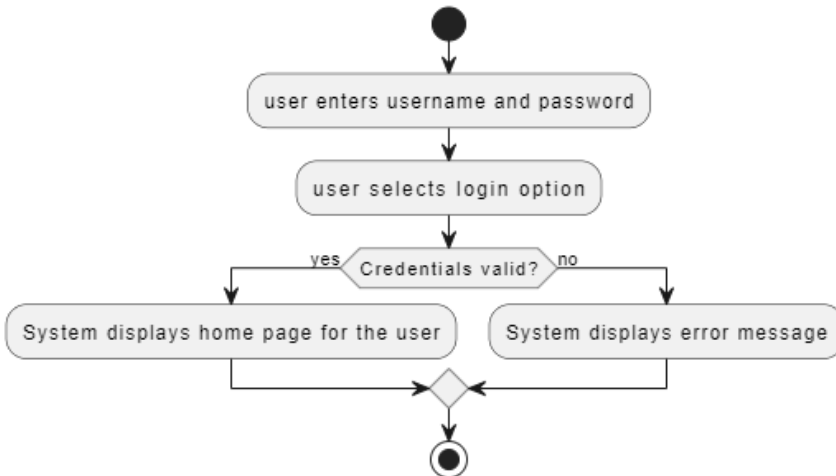 user enters username and password
user selects login option
yes
Credentials valid?
no
System displays home page for the user
System displays error message